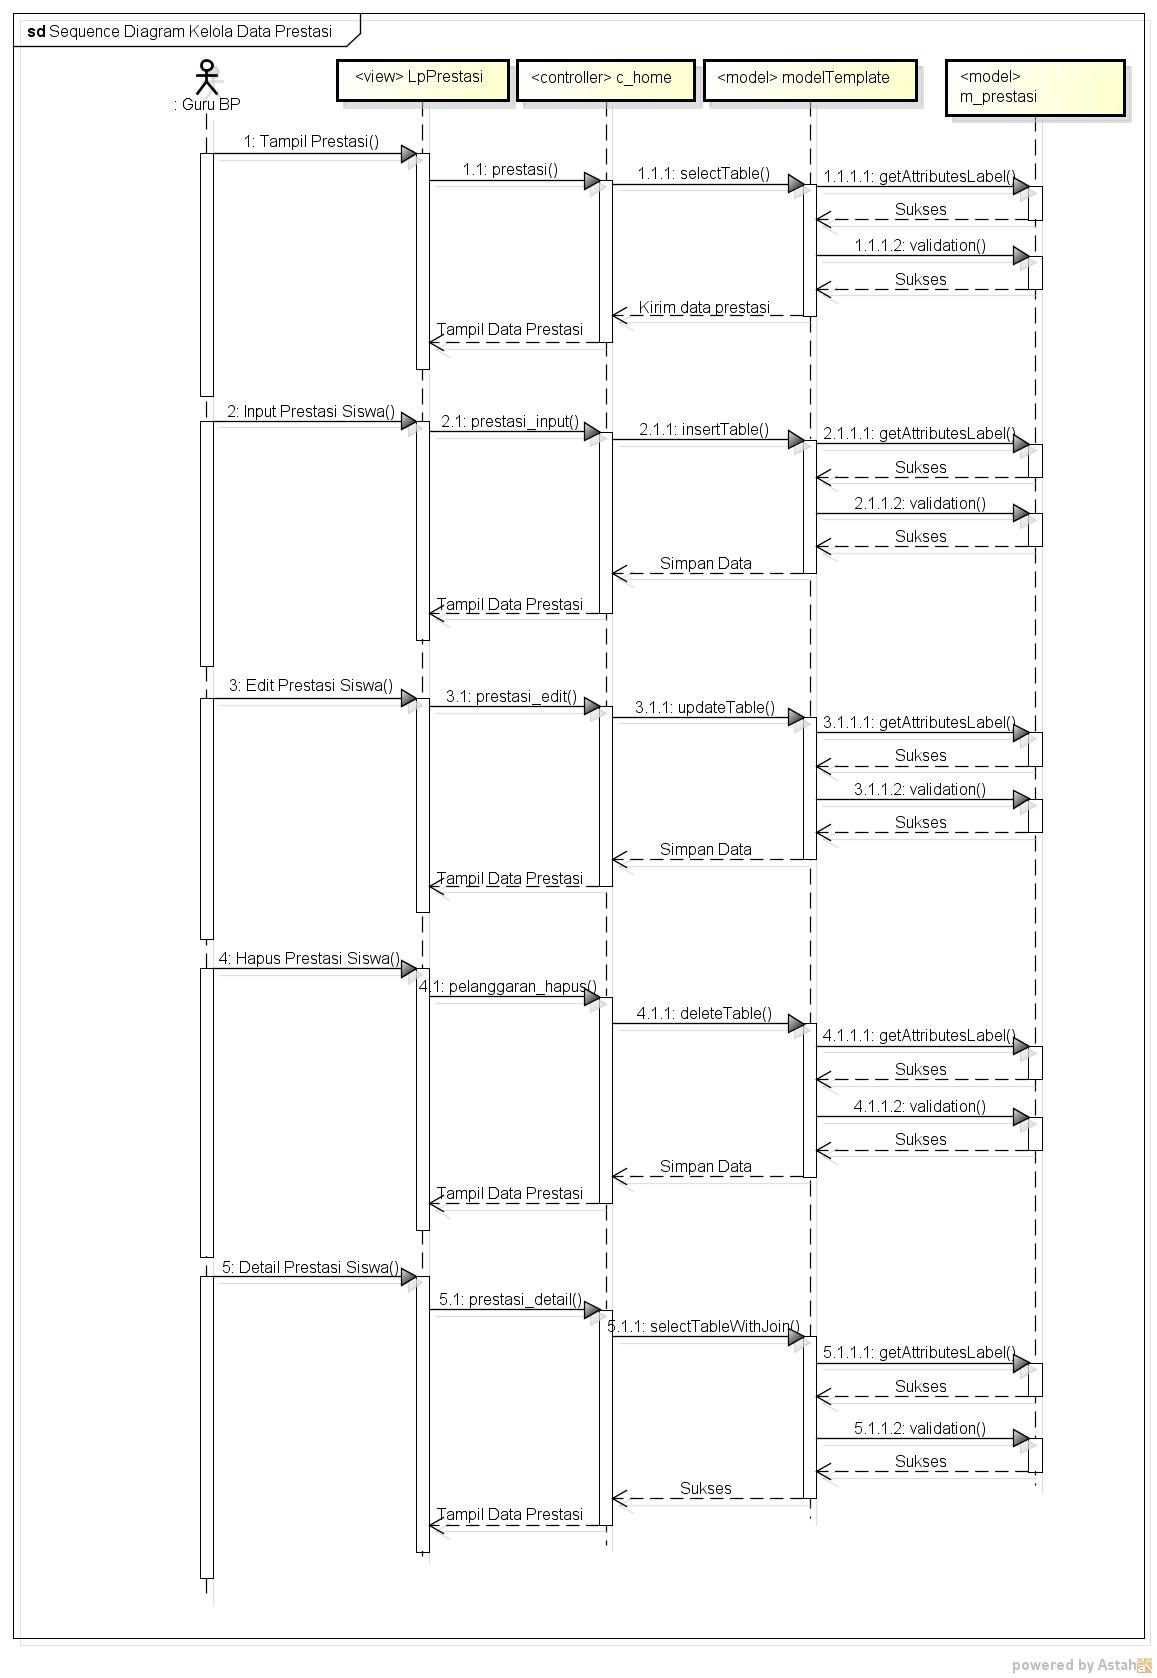 sd Sequence Diagram Kelola Data Prestasi
: Guru BP
<view> LpPrestasi
<controller> c_home
<model> modelTemplate
<model>
m_prestasi
1: Tampil Prestasi()
1.1: prestasi()
1.1.1: selectTable()
1.1.1.1: getAttributesLabel()
Sukses
1.1.1.2: validation()
Sukses
Kirim data prestasi
Tampil Data Prestasi
2: Input Prestasi Siswa()
2.1: prestasi_input()
2.1.1: insertTable()
2.1.1.1: getAttributesLabel()
Sukses
2.1.1.2: validation()
Sukses
Simpan Data
Tampil Data Prestasi
3: Edit Prestasi Siswa()
3.1: prestasi_edit()
3.1.1: updateTable()
3.1.1.1: getAttributesLabel()
Sukses
3.1.1.2: validation()
Sukses
Simpan Data
Tampil Data Prestasi
4: Hapus Prestasi Siswa()
4.1: pelanggaran_hapus()
4.1.1: deleteTable()
4.1.1.1: getAttributesLabel()
Sukses
4.1.1.2: validation()
Sukses
Simpan Data
Tampil Data Prestasi
5: Detail Prestasi Siswa()
5.1: prestasi_detail()
5.1.1: selectTableWithJoin()
5.1.1.1: getAttributesLabel()
Sukses
5.1.1.2: validation()
Sukses
Sukses
Tampil Data Prestasi
powered by Astah